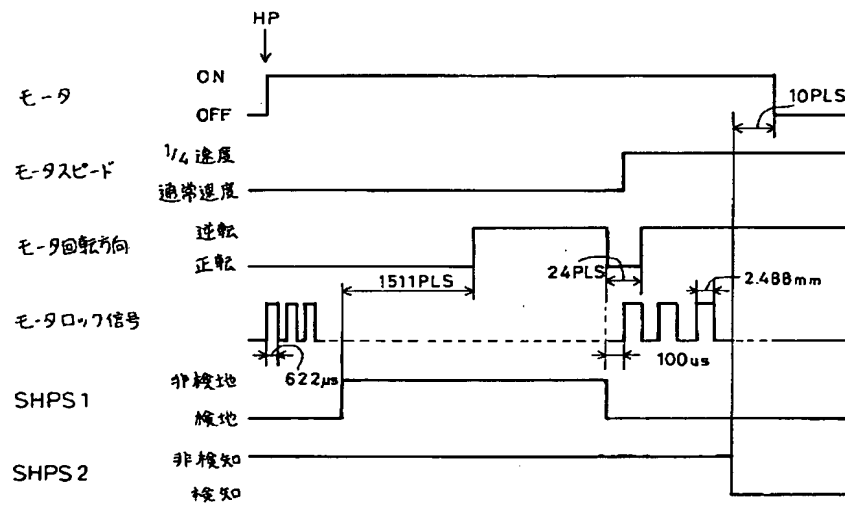 HP
モータ
ON
OFF
10PLS
モータスピード
1/4 速度
通常速度
モータ回転方向
逆転
正転
1511PLS
24PLS
2.488mm
モータロック信号
622μs
100us
SHPS1
非検地
検地
SHPS2
非検知
検知